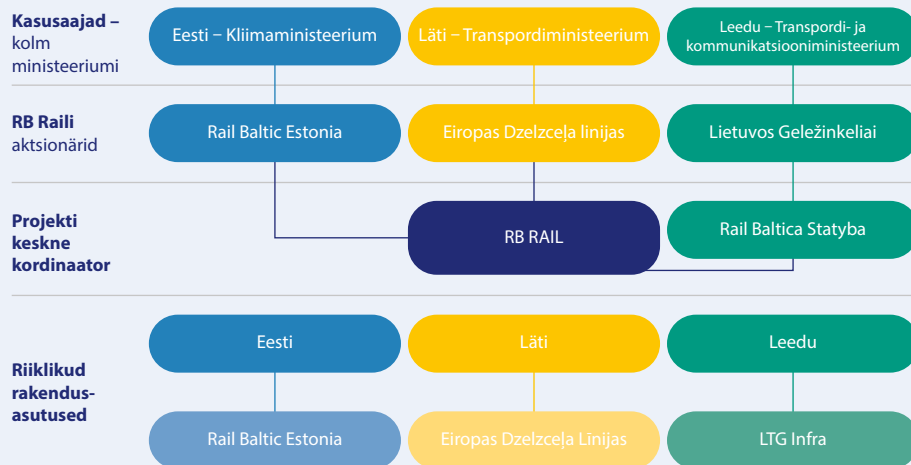 Kasusaajad –
kolm
ministeeriumi
Eesti – Kliimaministeerium
Läti – Transpordiministeerium
Leedu – Transpordi- ja
kommunikatsiooniministeerium
RB Raili
aktsionärid
Rail Baltic Estonia
Eiropas Dzelzceļa linijas
Lietuvos Geležinkeliai
Projekti
keskne
kordinaator
RB RAIL
Rail Baltica Statyba
Riiklikud
rakendus-
asutused
Eesti
Läti
Leedu
Rail Baltic Estonia
Eiropas Dzelzceļa Linijas
LTG Infra